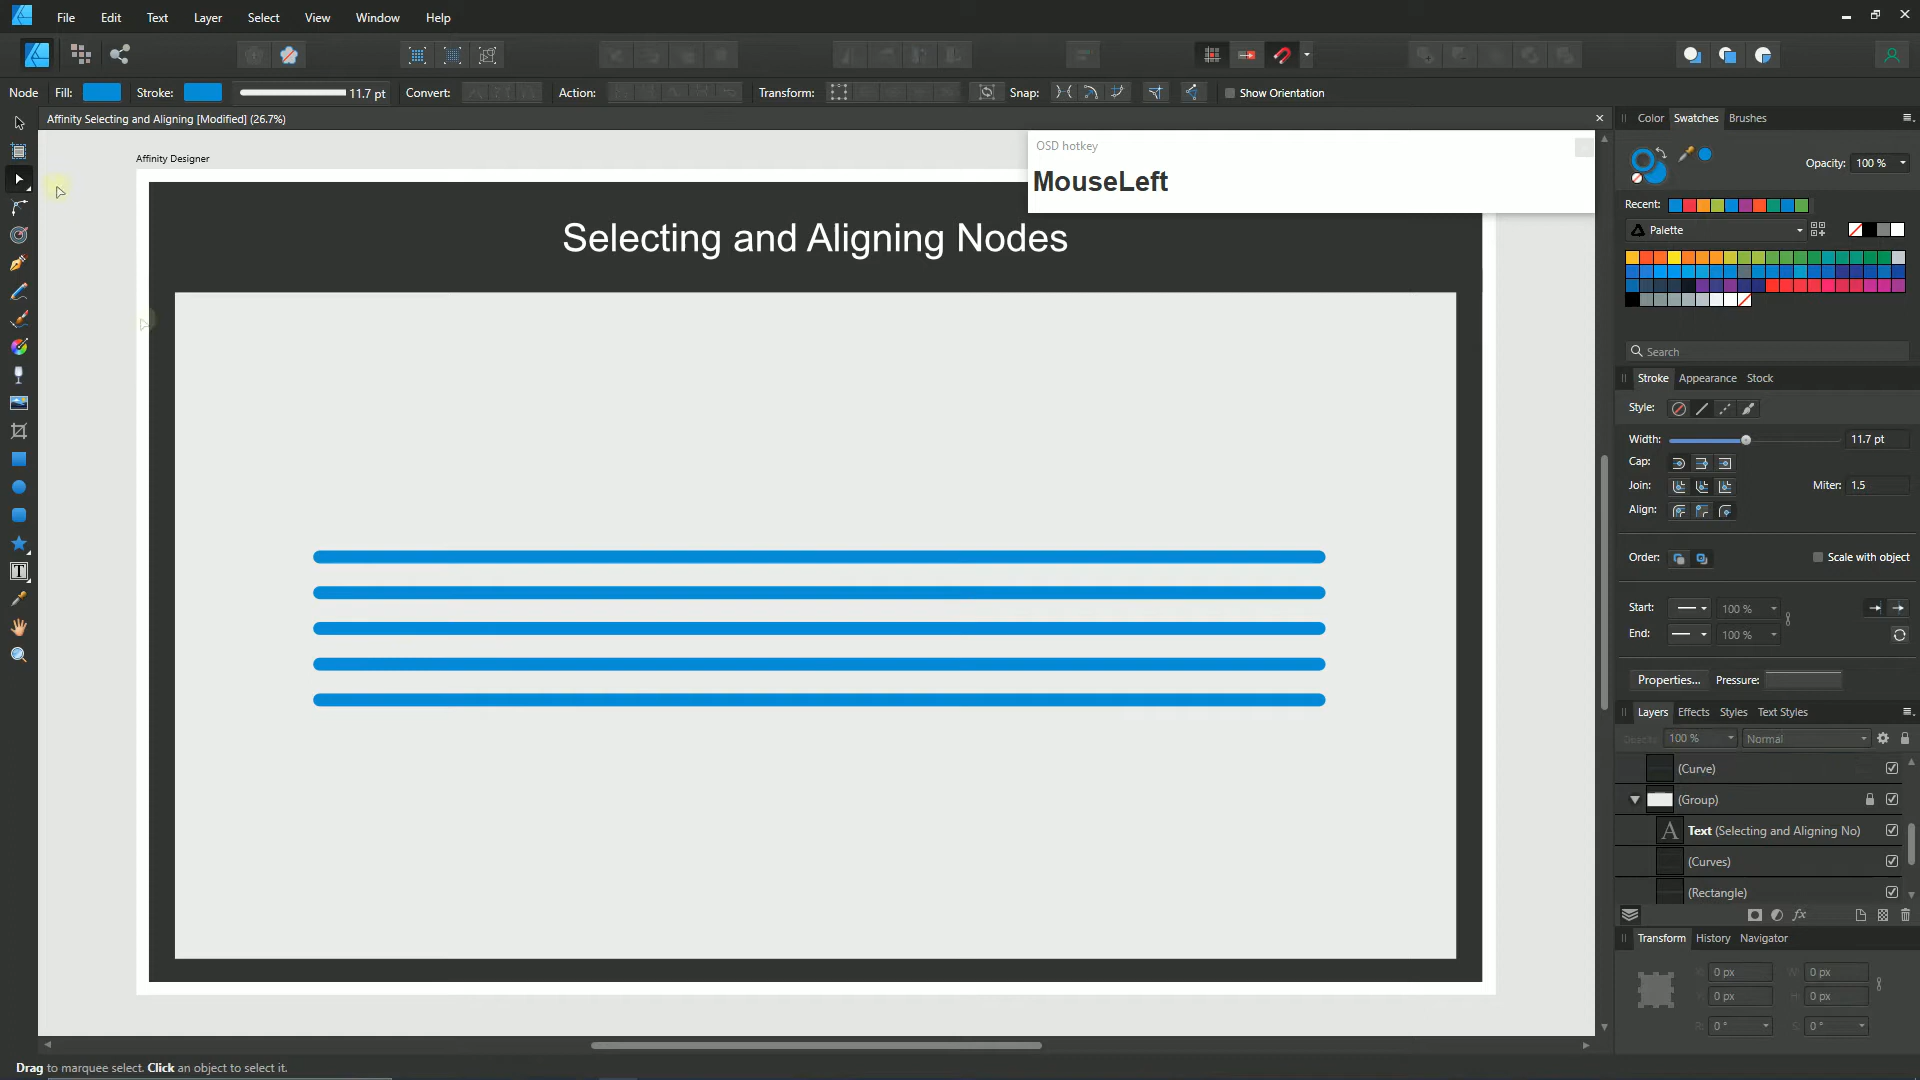 File Edit Text Layer Select View Window Help
Node Fill: Stroke: 11.7 pt Convert: Action: Transform: Snap: Show Orientation
Affinity Selecting and Aligning [Modified] (26.7%)
Affinity Designer
OSD hotkey
MouseLeft
Selecting and Aligning Nodes
Color Swatches Brushes
Opacity: 100 %
Recent:
Palette
Search
Stroke Appearance Stock
Style:
Width: 11.7 pt
Cap:
Join: Miter: 1.5
Align:
Order: Scale with object
Start: 100 %
End: 100 %
Properties... Pressure:
Layers Effects Styles Text Styles
Opacity: 100 % Normal
(Curve)
(Group)
A Text (Selecting and Aligning No)
(Curves)
(Rectangle)
fx
Transform History Navigator
X: 0 px W: 0 px
Y: 0 px H: 0 px
R: 0 ° S: 0 °
Drag to marquee select. Click an object to select it.